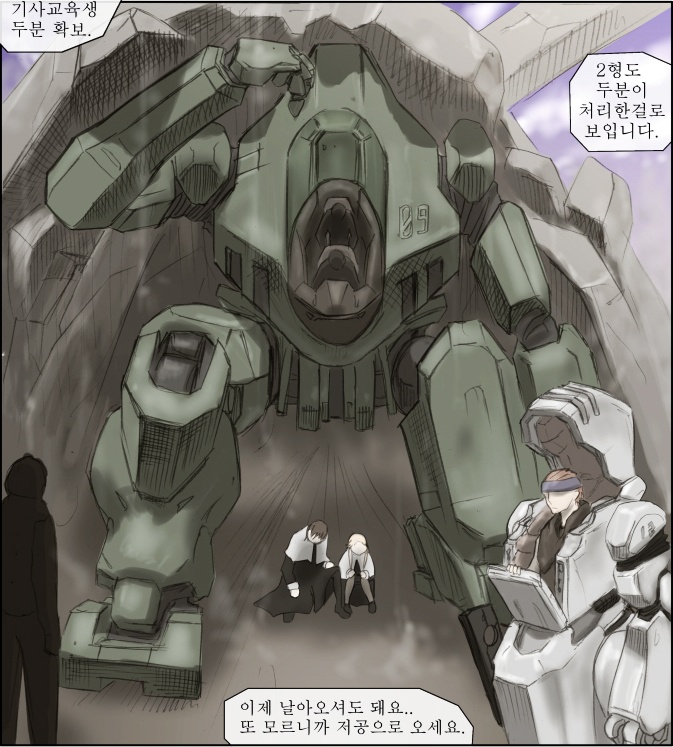 기사교육생
두분 확보.
2형도
두분이
처리한걸로
보입니다.
09
이제 날아오셔도 돼요..
또 모르니까 저공으로 오세요.